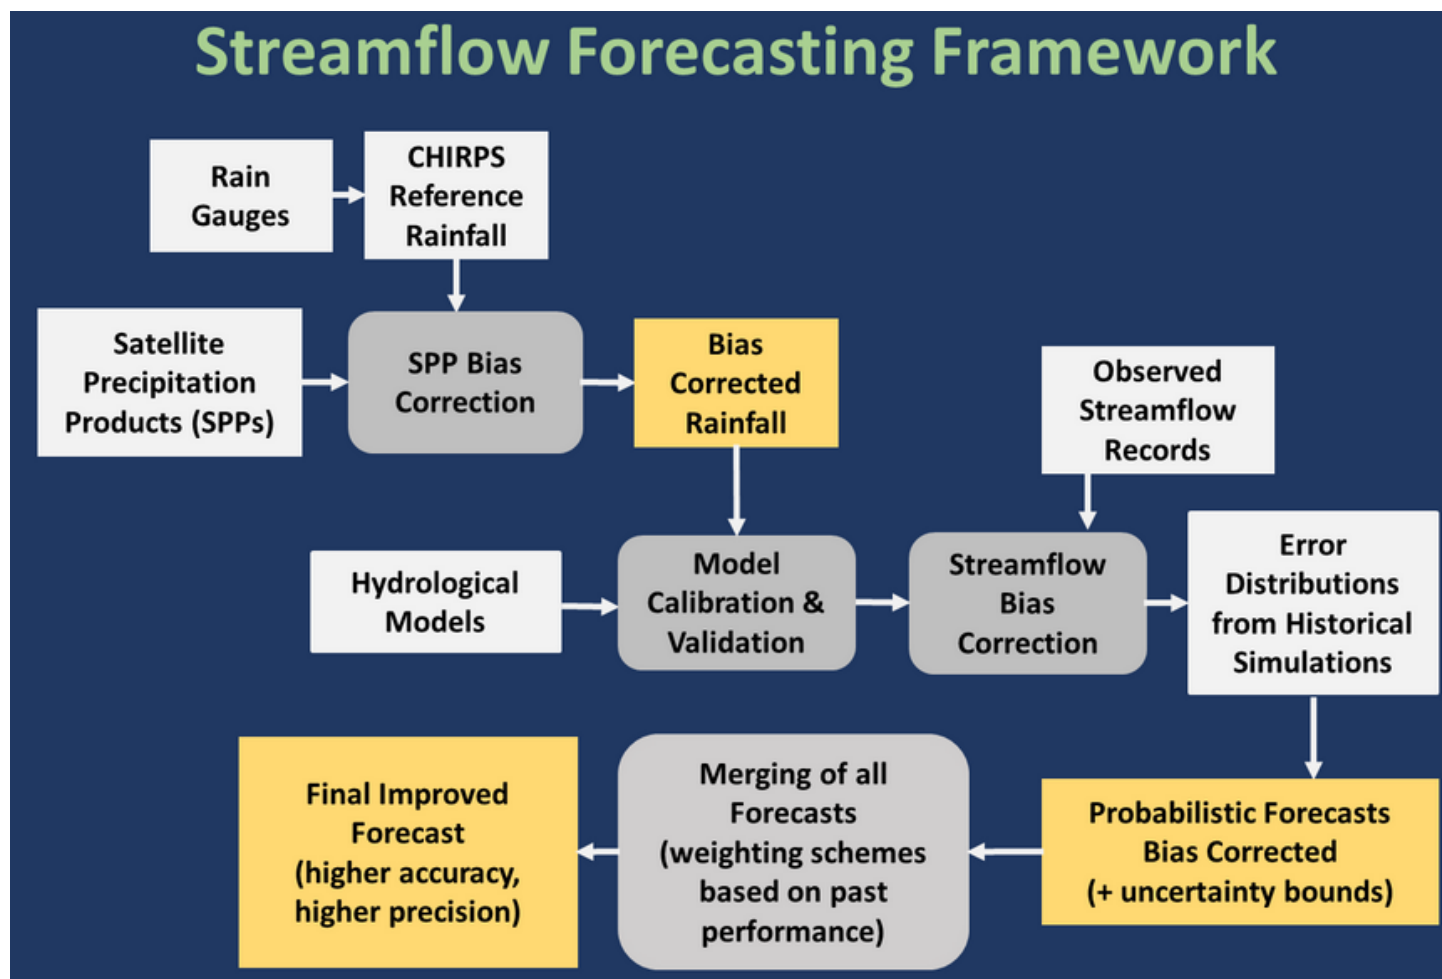 Streamflow Forecasting Framework
Rain
Gauges
CHIRPS
Reference
Rainfall
Satellite
Precipitation
Products (SPPs)
SPP Bias
Correction
Bias
Corrected
Rainfall
Observed
Streamflow
Records
Hydrological
Models
Model
Calibration &
Validation
Streamflow
Bias
Correction
Error
Distributions
from Historical
Simulations
Final Improved
Forecast
(higher accuracy,
higher precision)
Merging of all
Forecasts
(weighting schemes
based on past
performance)
Probabilistic Forecasts
Bias Corrected
(+ uncertainty bounds)